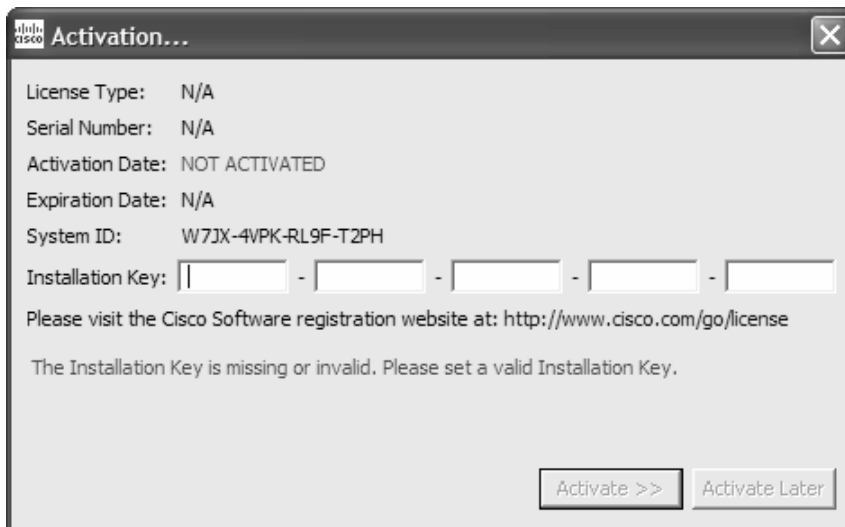 cisco Activation...
License Type: N/A
Serial Number: N/A
Activation Date: NOT ACTIVATED
Expiration Date: N/A
System ID: W7JX-4VPK-RL9F-T2PH
Installation Key: - - - -
Please visit the Cisco Software registration website at: http://www.cisco.com/go/license
The Installation Key is missing or invalid. Please set a valid Installation Key.
Activate >> Activate Later